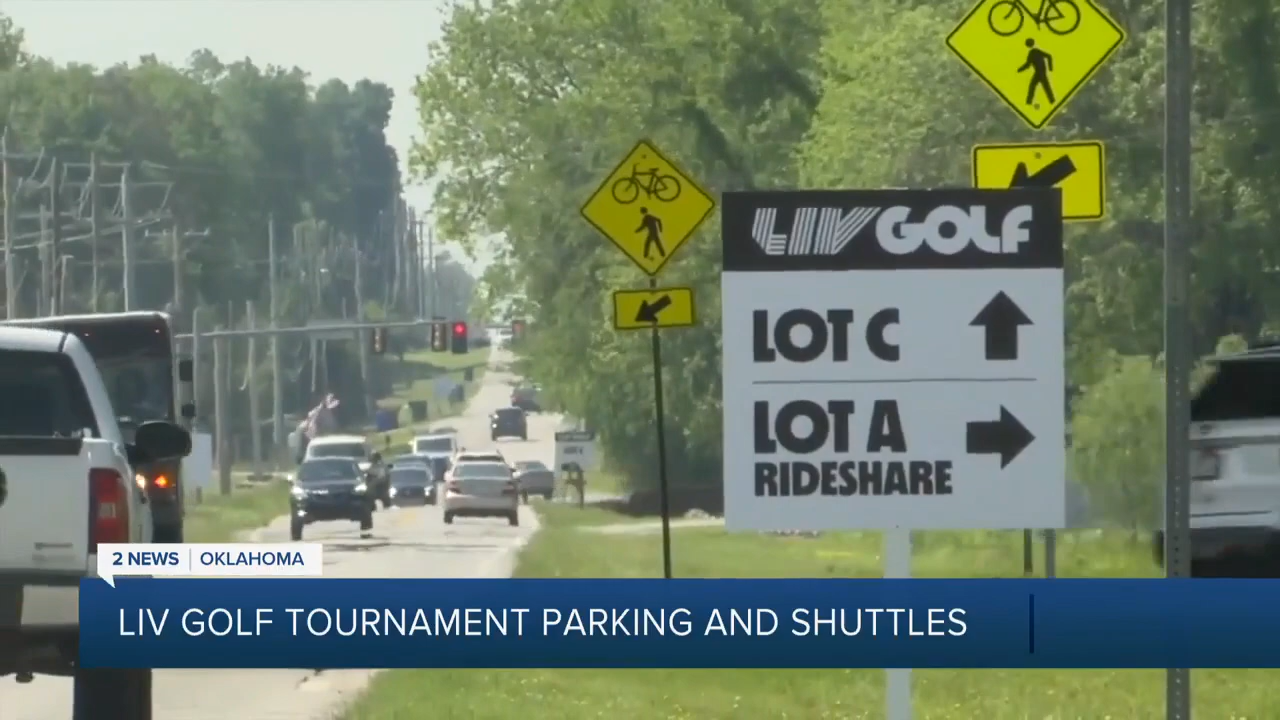 LIV GOLF
LOT C
LOT A
RIDESHARE
2 NEWS OKLAHOMA
LIV GOLF TOURNAMENT PARKING AND SHUTTLES